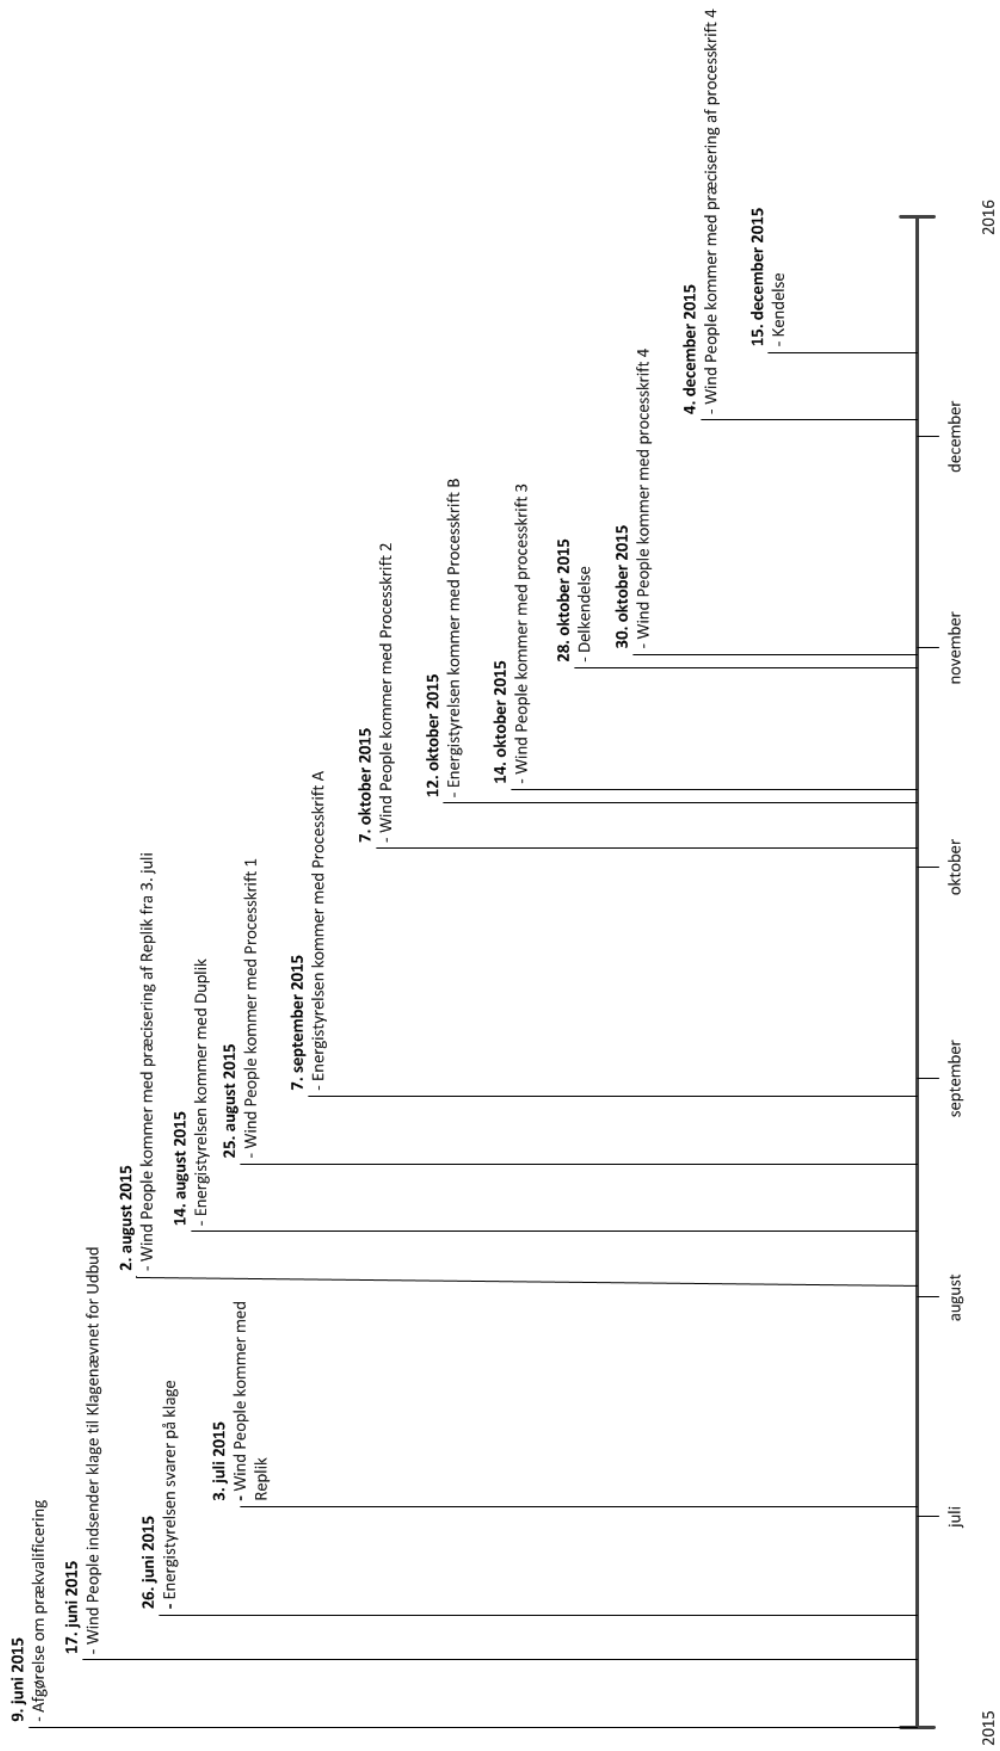 9. juni 2015
- Afgørelse om prækvalificering
17. juni 2015
- Wind People indsender klage til Klagenævnet for Udbud
26. juni 2015
- Energistyrelsen svarer på klage
3. juli 2015
- Wind People kommer med
Replik
2. august 2015
- Wind People kommer med præcisering af Replik fra 3. juli
14. august 2015
- Energistyrelsen kommer med Duplik
25. august 2015
- Wind People kommer med Processkrift 1
7. september 2015
- Energistyrelsen kommer med Processkrift A
7. oktober 2015
- Wind People kommer med Processkrift 2
12. oktober 2015
- Energistyrelsen kommer med Processkrift B
14. oktober 2015
- Wind People kommer med processkrift 3
28. oktober 2015
- Delkendelse
30. oktober 2015
- Wind People kommer med processkrift 4
4. december 2015
- Wind People kommer med præcisering af processkrift 4
15. december 2015
- Kendelse
juli
august
september
oktober
november
december
2015
2016